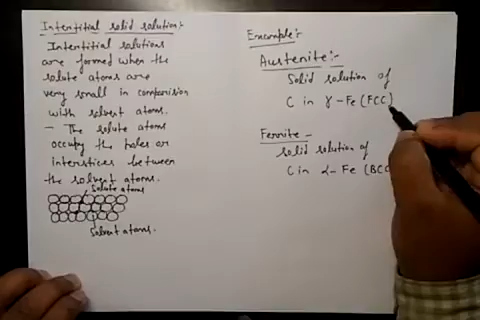 Intertitial solid solution:-
Intertitial solutions
are formed when the
solute atoms are
very small in comparision
with solvent atoms.
- The solute atoms
occupy the holes or
interstices between
the solvent atoms.
Solute atoms
Solvent atoms.
Example:-
Austenite:-
Solid solution of
C in γ-Fe (FCC)
Ferrite -
Solid solution of
C in α-Fe (BCC